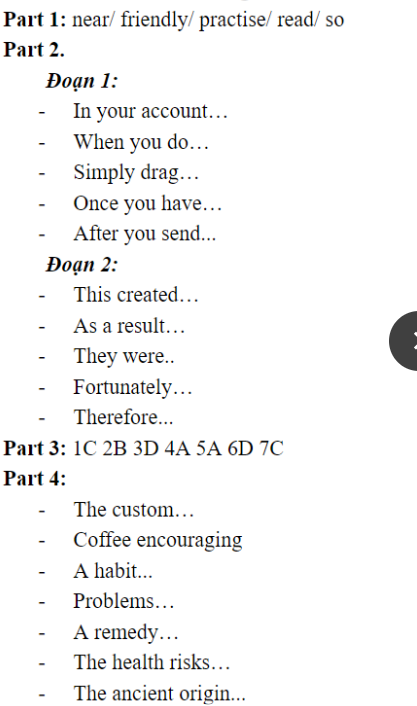 Part 1: near/ friendly/ practise/ read/ so
Part 2.
Đoạn 1:
- In your account…
- When you do…
- Simply drag…
- Once you have…
- After you send...
Đoạn 2:
- This created…
- As a result…
- They were..
- Fortunately…
- Therefore...
Part 3: 1C 2B 3D 4A 5A 6D 7C
Part 4:
- The custom…
- Coffee encouraging
- A habit...
- Problems…
- A remedy…
- The health risks…
- The ancient origin...